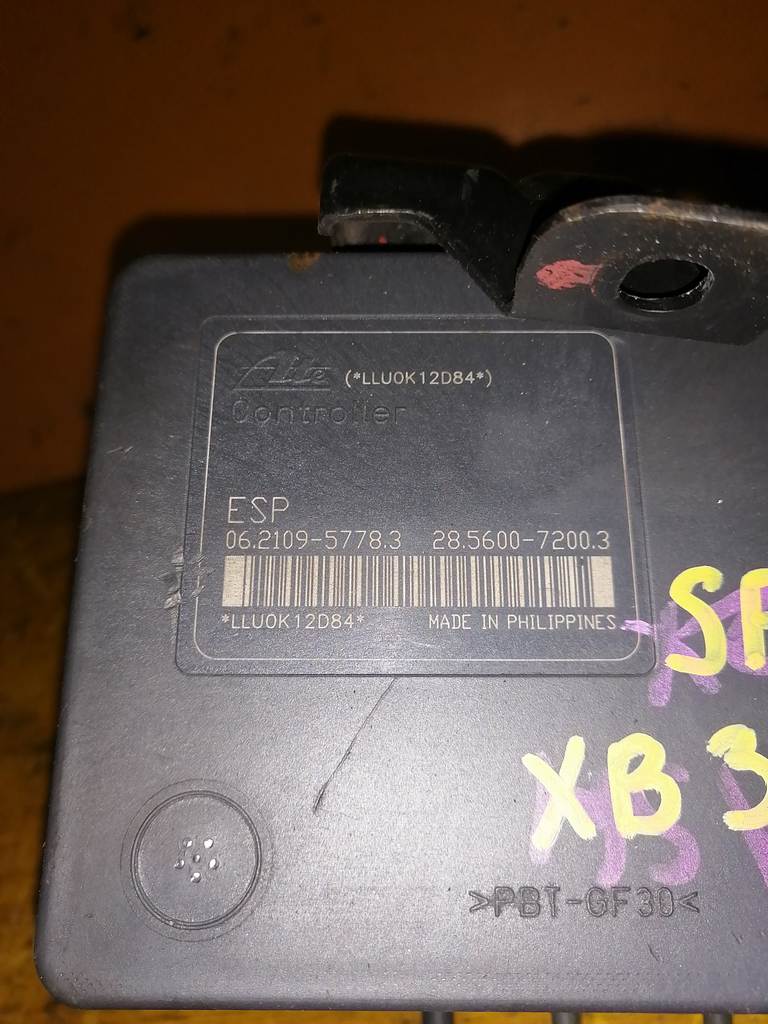 Ate (*LLU0K12D84*)
Controller
ESP
06.2109-5778.3 28.5600-7200.3
*LLU0K12D84* MADE IN PHILIPPINES
XB 3
>PBT-GF30<